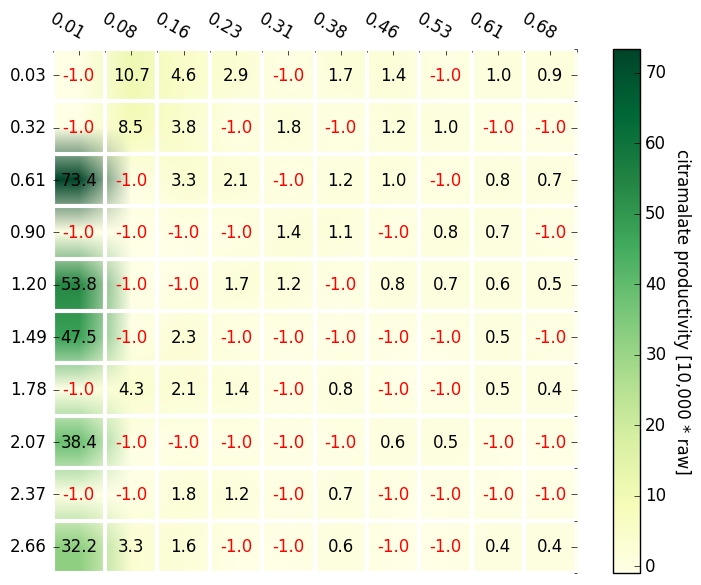 0.01 0.08 0.16 0.23 0.31 0.38 0.46 0.53 0.61 0.68
0.03 -1.0 10.7 4.6 2.9 -1.0 1.7 1.4 -1.0 1.0 0.9
0.32 -1.0 8.5 3.8 -1.0 1.8 -1.0 1.2 1.0 -1.0 -1.0
0.61 73.4 -1.0 3.3 2.1 -1.0 1.2 1.0 -1.0 0.8 0.7
0.90 -1.0 -1.0 -1.0 -1.0 1.4 1.1 -1.0 0.8 0.7 -1.0
1.20 53.8 -1.0 -1.0 1.7 1.2 -1.0 0.8 0.7 0.6 0.5
1.49 47.5 -1.0 2.3 -1.0 -1.0 -1.0 -1.0 -1.0 0.5 -1.0
1.78 -1.0 4.3 2.1 1.4 -1.0 0.8 -1.0 -1.0 0.5 0.4
2.07 38.4 -1.0 -1.0 -1.0 -1.0 -1.0 0.6 0.5 -1.0 -1.0
2.37 -1.0 -1.0 1.8 1.2 -1.0 0.7 -1.0 -1.0 -1.0 -1.0
2.66 32.2 3.3 1.6 -1.0 -1.0 0.6 -1.0 -1.0 0.4 0.4
70
60
50
40
30
20
10
0
citramalate productivity [10,000 * raw]